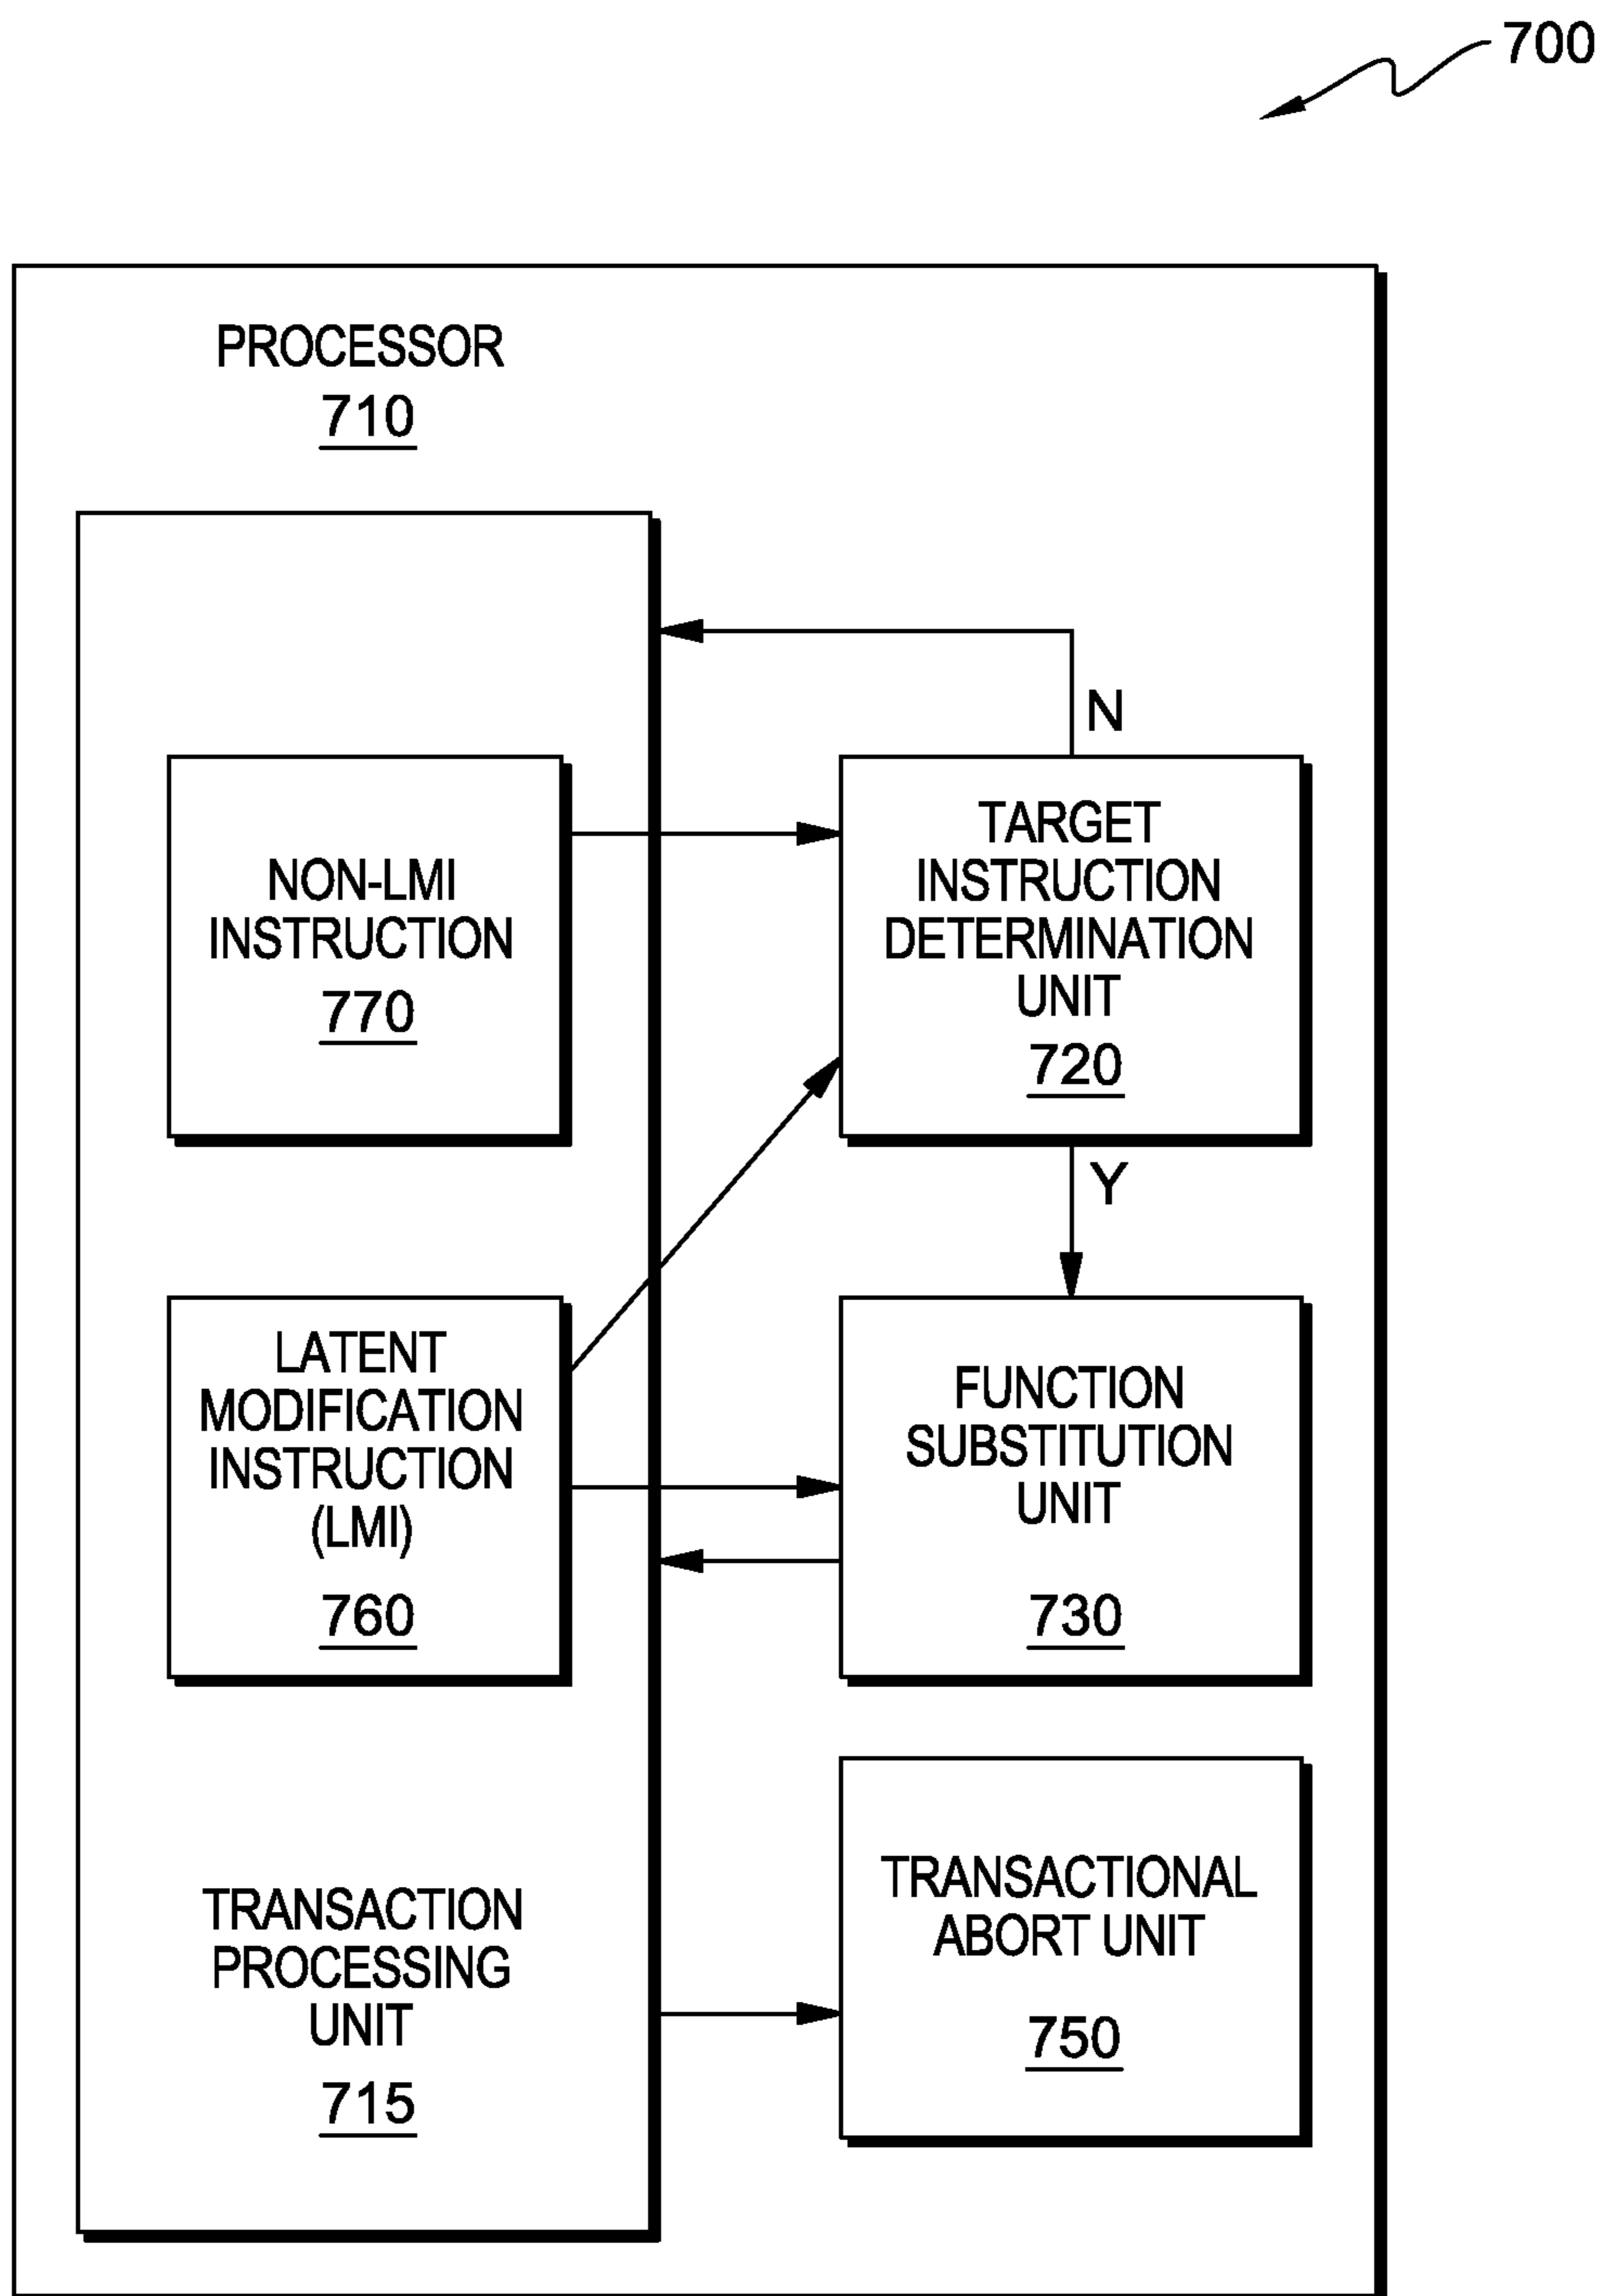 700
PROCESSOR
710
N
NON-LMI
INSTRUCTION
770
TARGET
INSTRUCTION
DETERMINATION
UNIT
720
Y
LATENT
MODIFICATION
INSTRUCTION
(LMI)
760
FUNCTION
SUBSTITUTION
UNIT
730
TRANSACTION
PROCESSING
UNIT
715
TRANSACTIONAL
ABORT UNIT
750